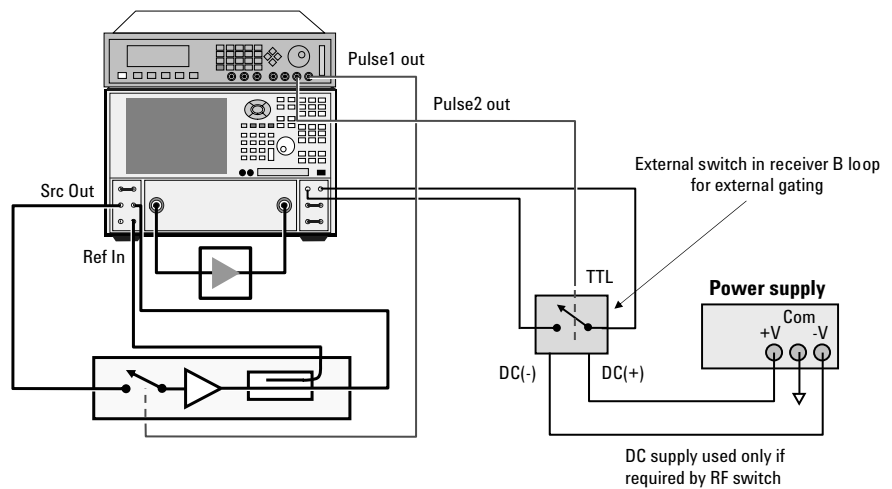 Pulse1 out
Pulse2 out
External switch in receiver B loop
for external gating
Src Out
Ref In
TTL
Power supply
Com
+V
-V
DC(-)
DC(+)
DC supply used only if
required by RF switch